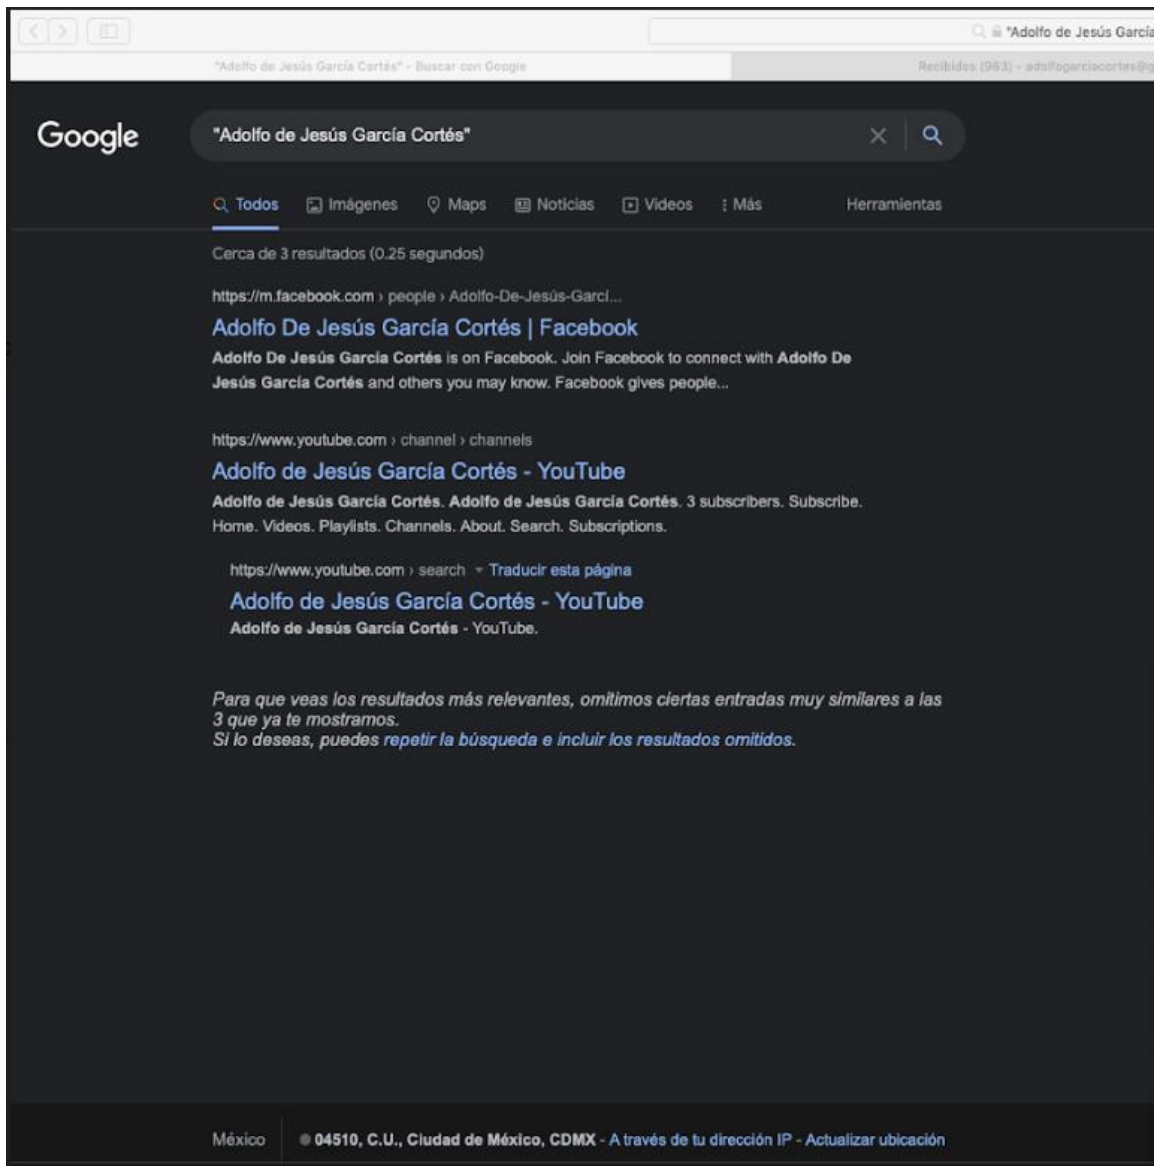 "Adolfo de Jesús García
"Adolfo de Jesús García Cortés" - Buscar con Google
Recibidos (983) - adolfogarciacortes@g
Google
"Adolfo de Jesús García Cortés"
Todos Imágenes Maps Noticias Videos Más Herramientas
Cerca de 3 resultados (0.25 segundos)
https://m.facebook.com › people › Adolfo-De-Jesús-Garcí...
Adolfo De Jesús García Cortés | Facebook
Adolfo De Jesús García Cortés is on Facebook. Join Facebook to connect with Adolfo De
Jesús García Cortés and others you may know. Facebook gives people...
https://www.youtube.com › channel › channels
Adolfo de Jesús García Cortés - YouTube
Adolfo de Jesús García Cortés. Adolfo de Jesús García Cortés. 3 subscribers. Subscribe.
Home. Videos. Playlists. Channels. About. Search. Subscriptions.
https://www.youtube.com › search Traducir esta página
Adolfo de Jesús García Cortés - YouTube
Adolfo de Jesús García Cortés - YouTube.
Para que veas los resultados más relevantes, omitimos ciertas entradas muy similares a las
3 que ya te mostramos.
Si lo deseas, puedes repetir la búsqueda e incluir los resultados omitidos.
México 04510, C.U., Ciudad de México, CDMX - A través de tu dirección IP - Actualizar ubicación